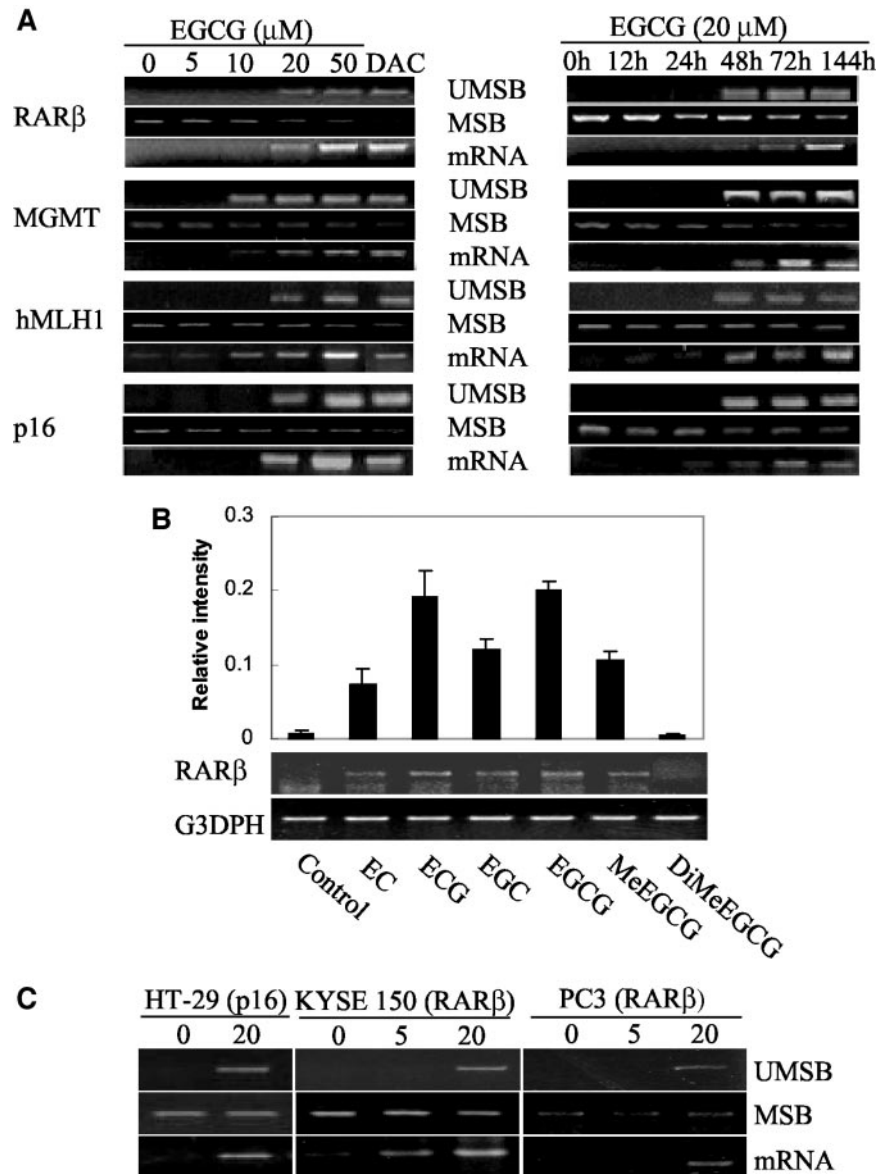 A
EGCG (µM)
0 5 10 20 50 DAC
EGCG (20 µM)
0h 12h 24h 48h 72h 144h
RARβ
UMSB
MSB
mRNA
MGMT
UMSB
MSB
mRNA
hMLH1
UMSB
MSB
mRNA
p16
UMSB
MSB
mRNA
B
Relative intensity
0.3
0.2
0.1
0
RARβ
G3DPH
Control
EC
ECG
EGC
EGCG
MeEGCG
DiMeEGCG
C
HT-29 (p16) KYSE 150 (RARβ) PC3 (RARβ)
0 20 0 5 20 0 5 20
UMSB
MSB
mRNA